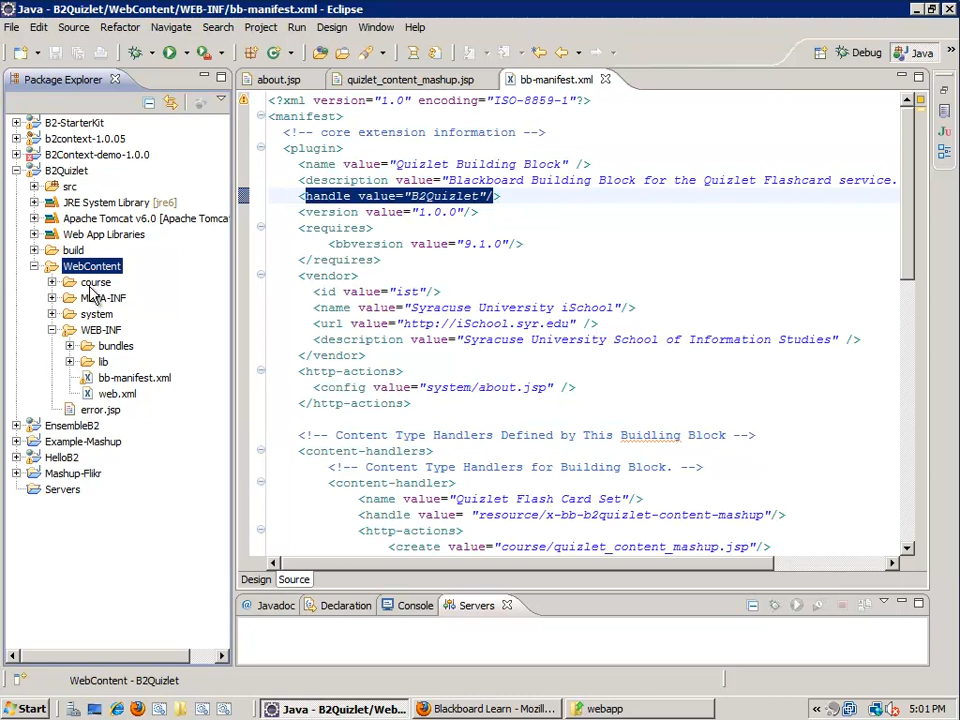 Java - B2Quizlet/WebContent/WEB-INF/bb-manifest.xml - Eclipse
File Edit Source Refactor Navigate Search Project Run Design Window Help
Debug Java »
Package Explorer
about.jsp quizlet_content_mashup.jsp bb-manifest.xml
B2-StarterKit
b2context-1.0.05
B2Context-demo-1.0.0
B2Quizlet
src
JRE System Library [jre6]
Apache Tomcat v6.0 [Apache Tomca
Web App Libraries
build
WebContent
course
META-INF
system
WEB-INF
bundles
lib
bb-manifest.xml
web.xml
error.jsp
EnsembleB2
Example-Mashup
HelloB2
Mashup-Flikr
Servers
<?xml version="1.0" encoding="ISO-8859-1"?>
<manifest>
<!-- core extension information -->
<plugin>
<name value="Quizlet Building Block" />
<description value="Blackboard Building Block for the Quizlet Flashcard service.
<handle value="B2Quizlet"/>
<version value="1.0.0"/>
<requires>
<bbversion value="9.1.0"/>
</requires>
<vendor>
<id value="ist"/>
<name value="Syracuse University iSchool"/>
<url value="http://iSchool.syr.edu" />
<description value="Syracuse University School of Information Studies" />
</vendor>
<http-actions>
<config value="system/about.jsp" />
</http-actions>
<!-- Content Type Handlers Defined by This Buidling Block -->
<content-handlers>
<!-- Content Type Handlers for Building Block. -->
<content-handler>
<name value="Quizlet Flash Card Set"/>
<handle value= "resource/x-bb-b2quizlet-content-mashup"/>
<http-actions>
<create value="course/quizlet_content_mashup.jsp"/>
Design Source
@ Javadoc Declaration Console Servers
WebContent - B2Quizlet
Start Java - B2Quizlet/Web... Blackboard Learn - Mozil... webapp « 5:01 PM